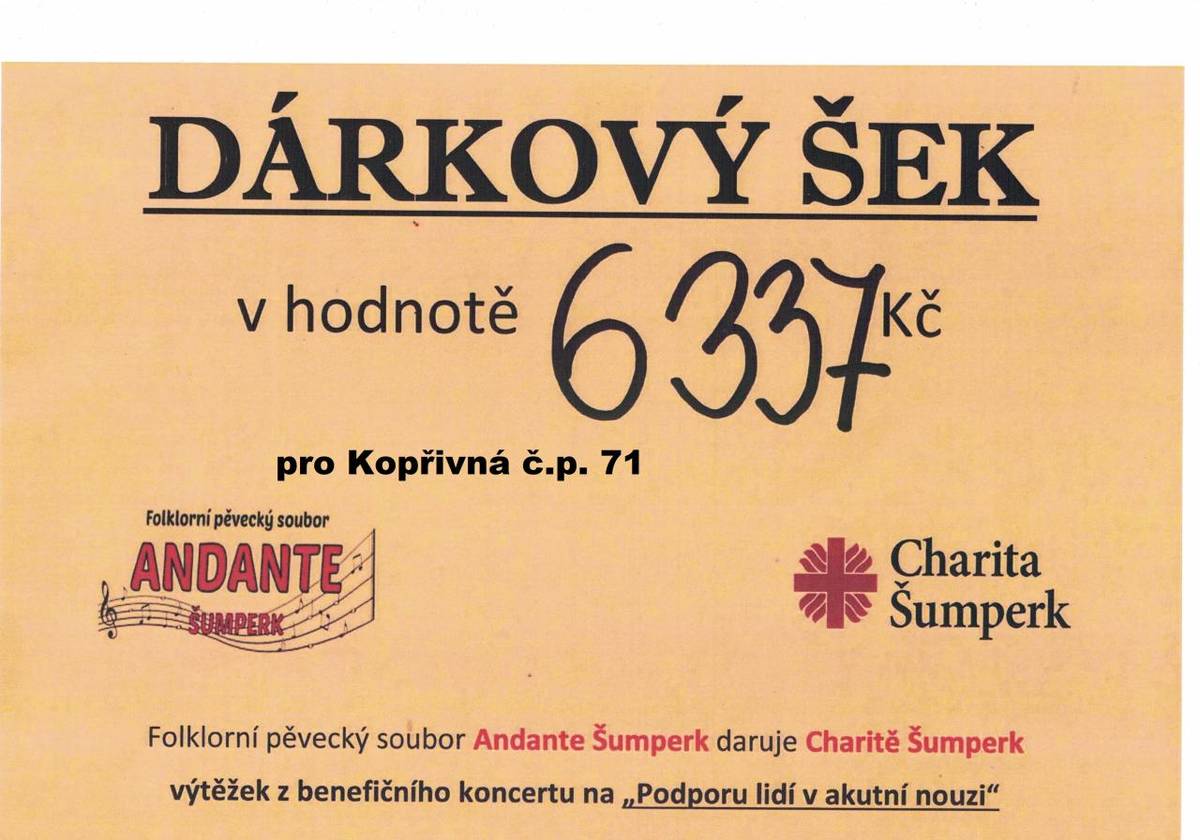 DÁRKOVÝ ŠEK
v hodnotě 6 337 Kč
pro Kopřivná č.p. 71
Folklorní pěvecký soubor
ANDANTE
ŠUMPERK
Charita
Šumperk
Folklorní pěvecký soubor Andante Šumperk daruje Charitě Šumperk
výtěžek z benefičního koncertu na „Podporu lidí v akutní nouzi“